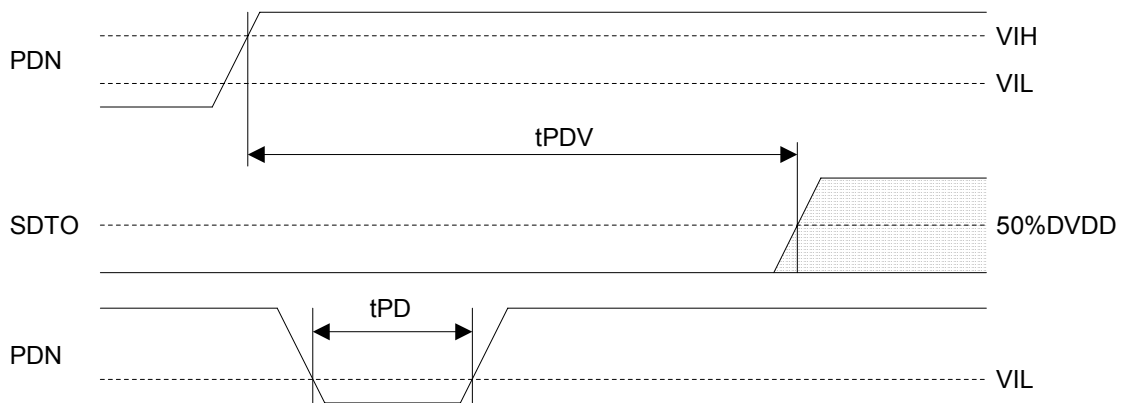 VIH
PDN
VIL
tPDV
SDTO
50%DVDD
tPD
PDN
VIL